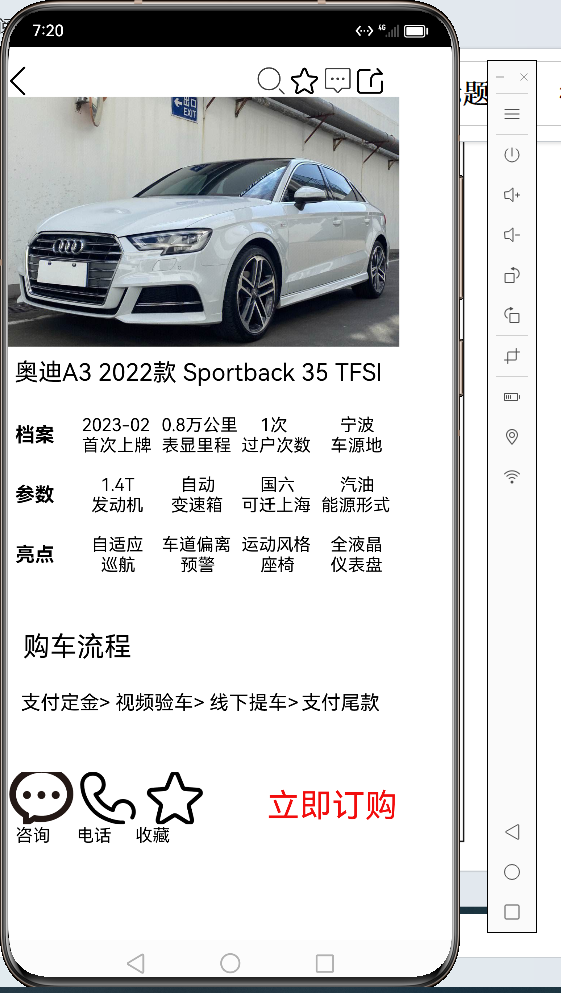 7:20
4G
出口
EXIT
奥迪A3 2022款 Sportback 35 TFSI
档案
2023-02 0.8万公里 1次 宁波
首次上牌 表显里程 过户次数 车源地
参数
1.4T 自动 国六 汽油
发动机 变速箱 可迁上海 能源形式
亮点
自适应 车道偏离 运动风格 全液晶
巡航 预警 座椅 仪表盘
购车流程
支付定金> 视频验车> 线下提车> 支付尾款
立即订购
咨询 电话 收藏
题